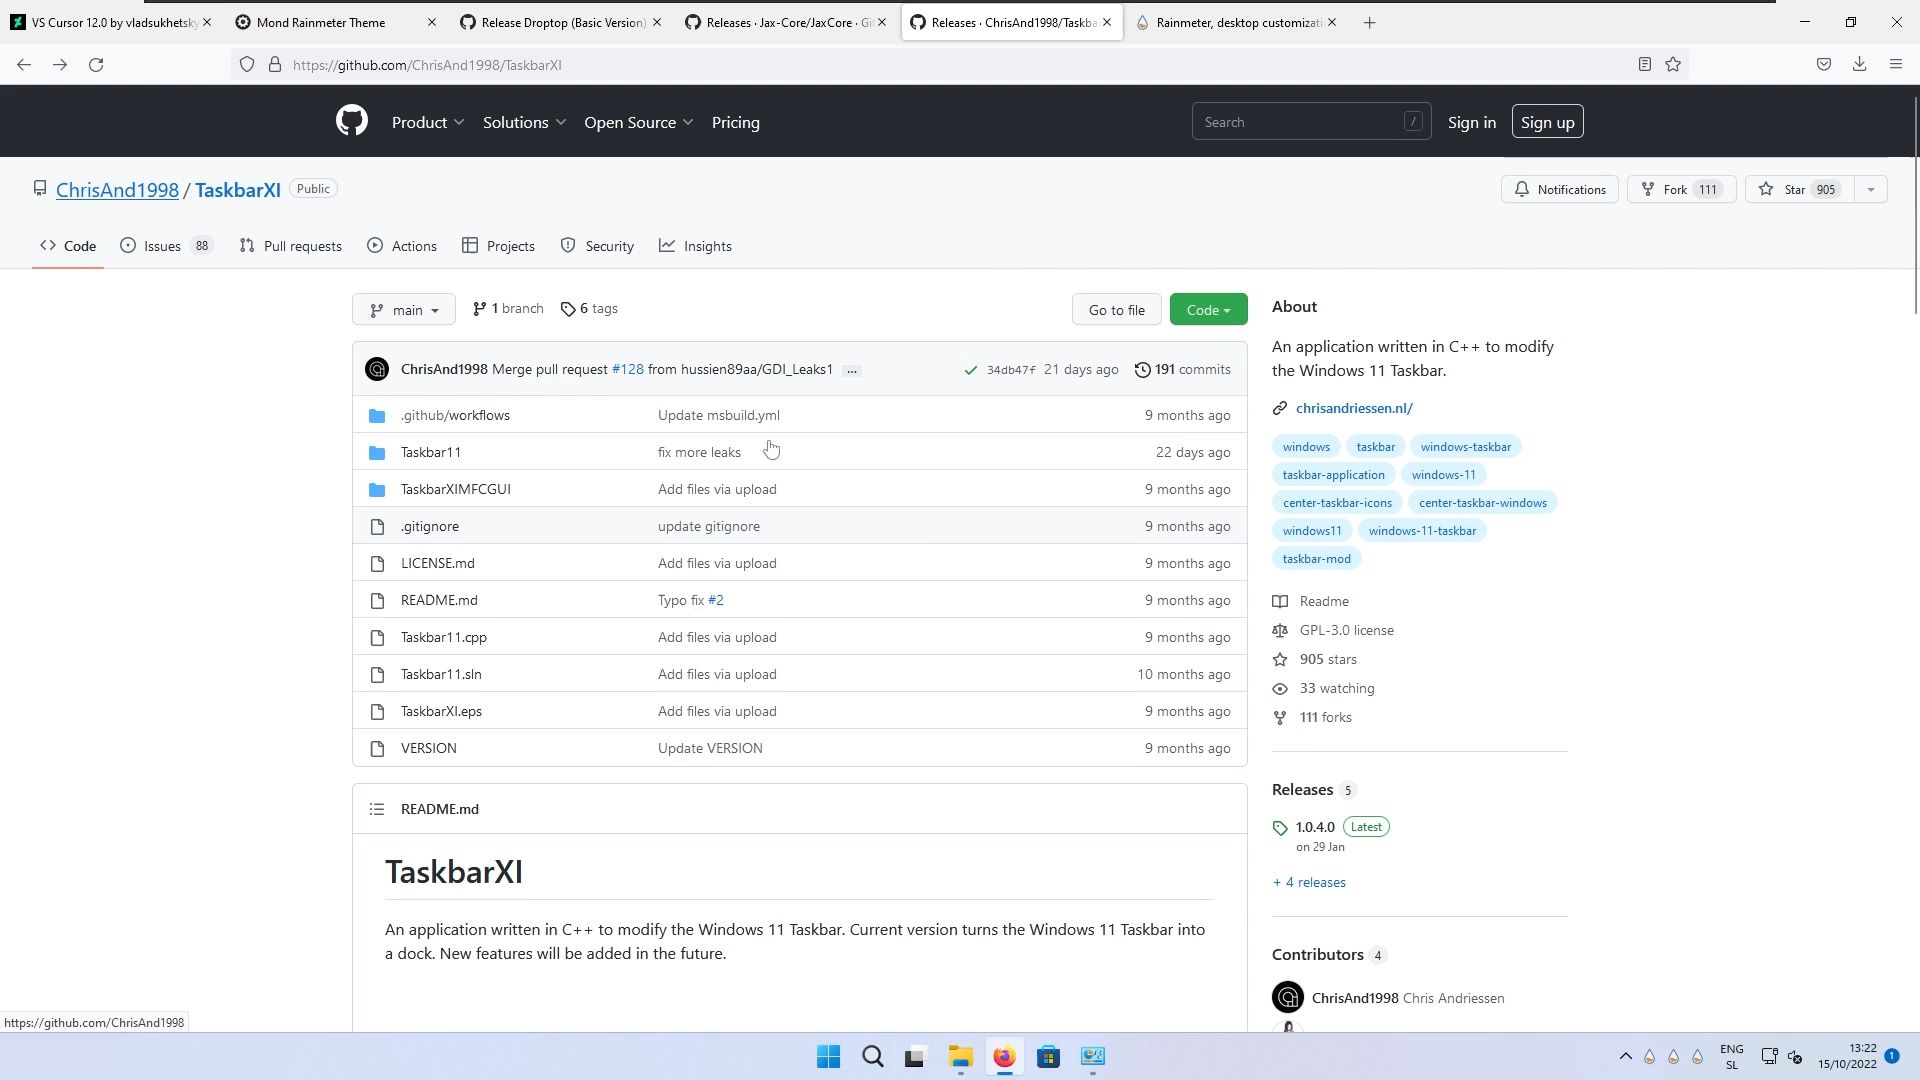 VS Cursor 12.0 by vladsukhetsky
Mond Rainmeter Theme
Release Droptop (Basic Version)
Releases · Jax-Core/JaxCore · Git
Releases · ChrisAnd1998/Taskba
Rainmeter, desktop customizati
https://github.com/ChrisAnd1998/TaskbarXI
Product Solutions Open Source Pricing
Search /
Sign in Sign up
ChrisAnd1998 / TaskbarXI Public
Notifications Fork 111 Star 905
Code Issues 88 Pull requests Actions Projects Security Insights
main 1 branch 6 tags
Go to file Code
ChrisAnd1998 Merge pull request #128 from hussien89aa/GDI_Leaks1 ... 34db47f 21 days ago 191 commits
.github/workflows Update msbuild.yml 9 months ago
Taskbar11 fix more leaks 22 days ago
TaskbarXIMFCGUI Add files via upload 9 months ago
.gitignore update gitignore 9 months ago
LICENSE.md Add files via upload 9 months ago
README.md Typo fix #2 9 months ago
Taskbar11.cpp Add files via upload 9 months ago
Taskbar11.sln Add files via upload 10 months ago
TaskbarXI.eps Add files via upload 9 months ago
VERSION Update VERSION 9 months ago
README.md
TaskbarXI
An application written in C++ to modify the Windows 11 Taskbar. Current version turns the Windows 11 Taskbar into
a dock. New features will be added in the future.
About
An application written in C++ to modify
the Windows 11 Taskbar.
chrisandriessen.nl/
windows taskbar windows-taskbar
taskbar-application windows-11
center-taskbar-icons center-taskbar-windows
windows11 windows-11-taskbar
taskbar-mod
Readme
GPL-3.0 license
905 stars
33 watching
111 forks
Releases 5
1.0.4.0 Latest
on 29 Jan
+ 4 releases
Contributors 4
ChrisAnd1998 Chris Andriessen
https://github.com/ChrisAnd1998
ENG
SL
13:22
15/10/2022
1